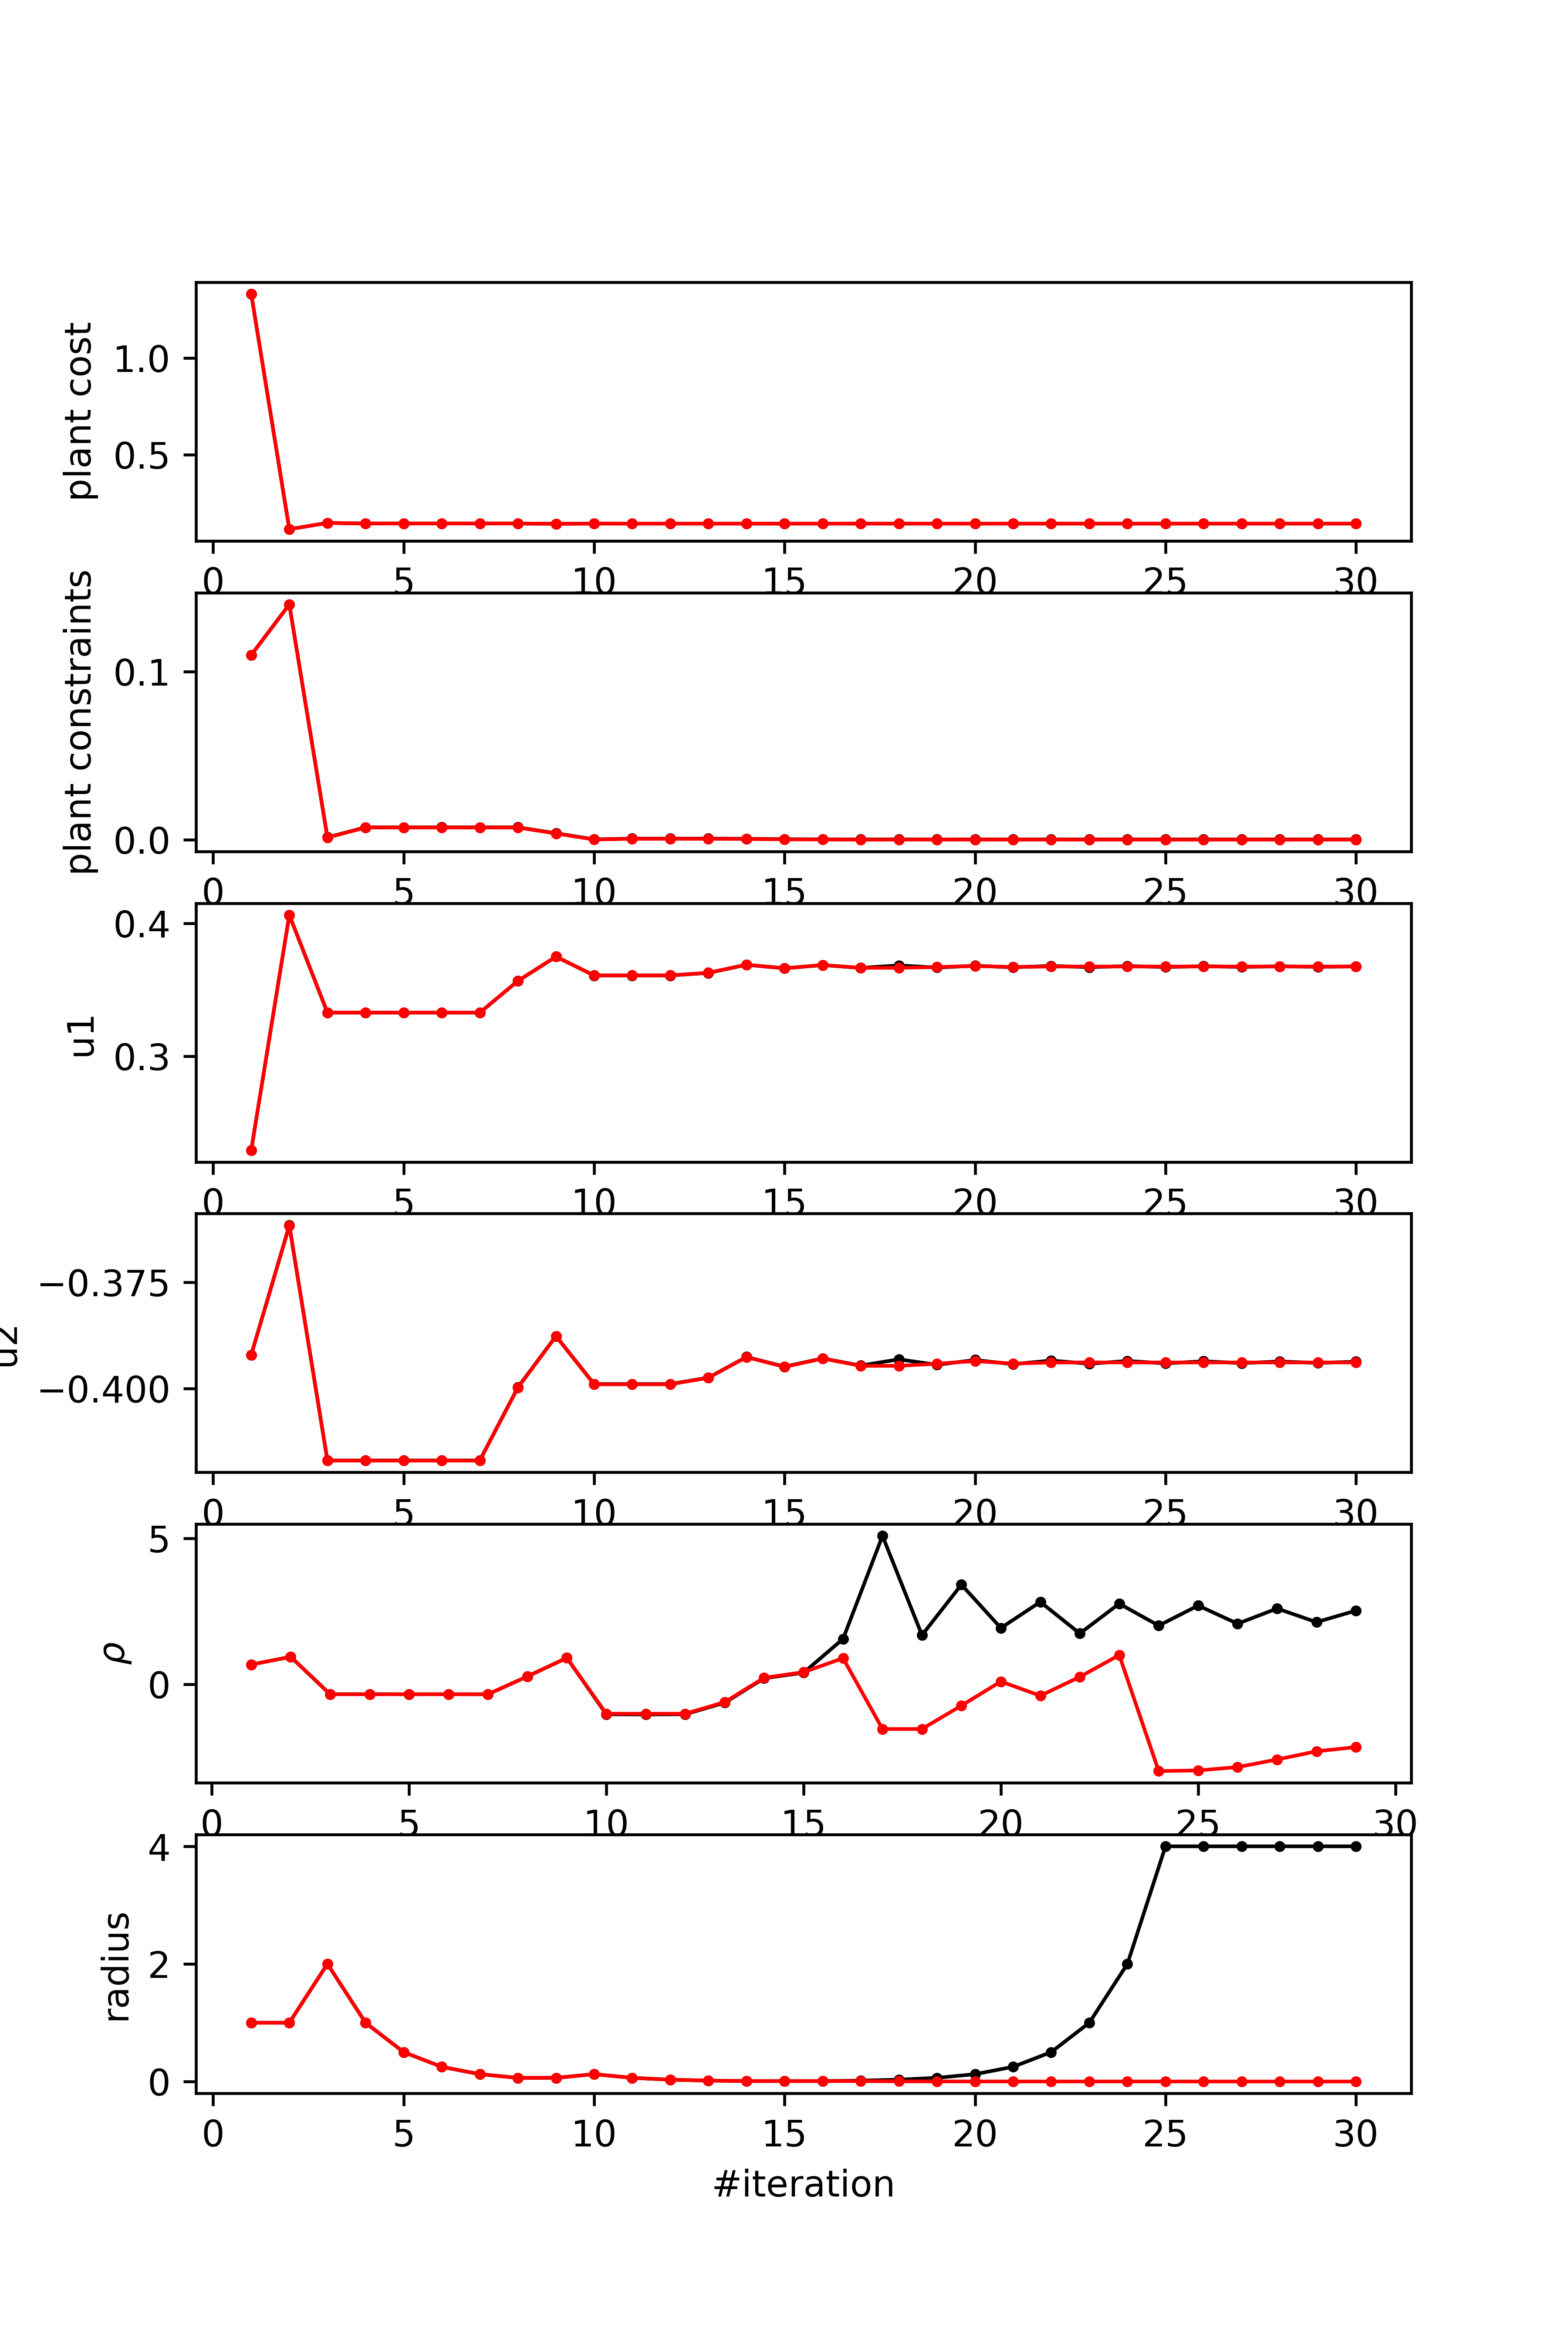 plant cost
1.0
0.5
0 5 10 15 20 25 30
plant constraints
0.1
0.0
0 5 10 15 20 25 30
u1
0.4
0.3
0 5 10 15 20 25 30
u2
−0.375
−0.400
0 5 10 15 20 25 30
ρ
5
0
0 5 10 15 20 25 30
radius
4
2
0
0 5 10 15 20 25 30
#iteration